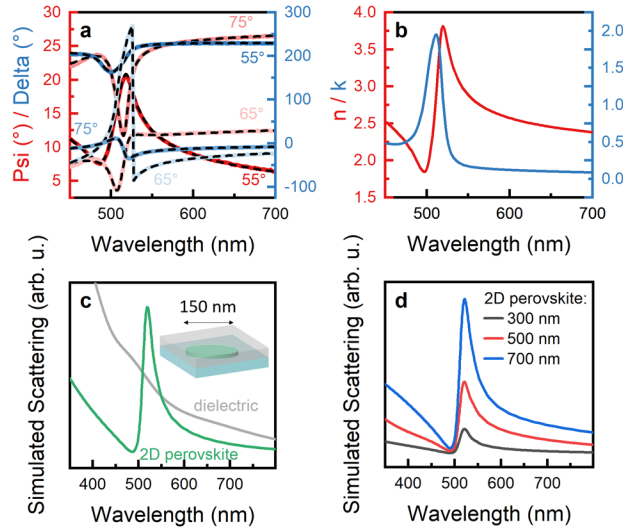 a
75°
55°
65°
75°
65°
55°
Psi (°) / Delta (°)
30
25
20
15
10
5
300
200
100
0
-100
500
600
700
Wavelength (nm)
b
n / k
4.0
3.5
3.0
2.5
2.0
1.5
2.0
1.5
1.0
0.5
0.0
500
600
700
Wavelength (nm)
c
150 nm
dielectric
2D perovskite
Simulated Scattering (arb. u.)
400
500
600
700
Wavelength (nm)
d
2D perovskite:
300 nm
500 nm
700 nm
Simulated Scattering (arb. u.)
400
500
600
700
Wavelength (nm)